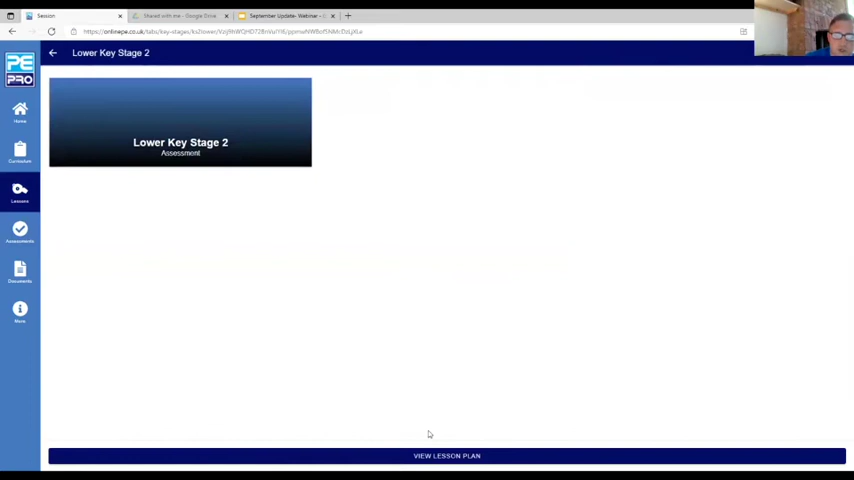 Session
Shared with me - Google Drive
September Update- Webinar -
Lower Key Stage 2
PE
PRO
Home
Curriculum
Lessons
Assessments
Documents
More
Lower Key Stage 2
Assessment
VIEW LESSON PLAN